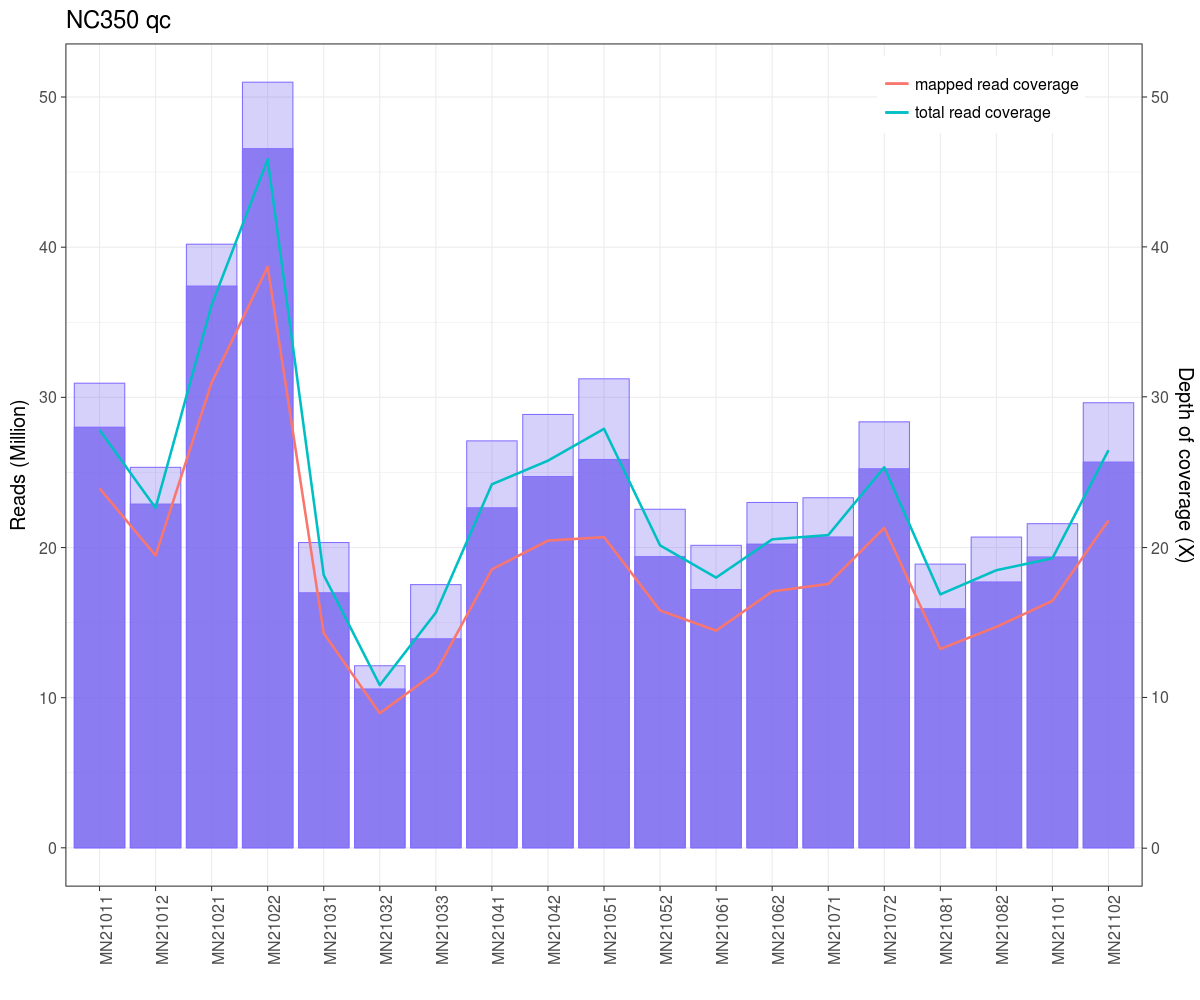 NC350 qc
mapped read coverage
total read coverage
Reads (Million)
50
40
30
20
10
0
50
40
30
20
10
0
Depth of coverage (X)
MN21011
MN21012
MN21021
MN21022
MN21031
MN21032
MN21033
MN21041
MN21042
MN21051
MN21052
MN21061
MN21062
MN21071
MN21072
MN21081
MN21082
MN21101
MN21102